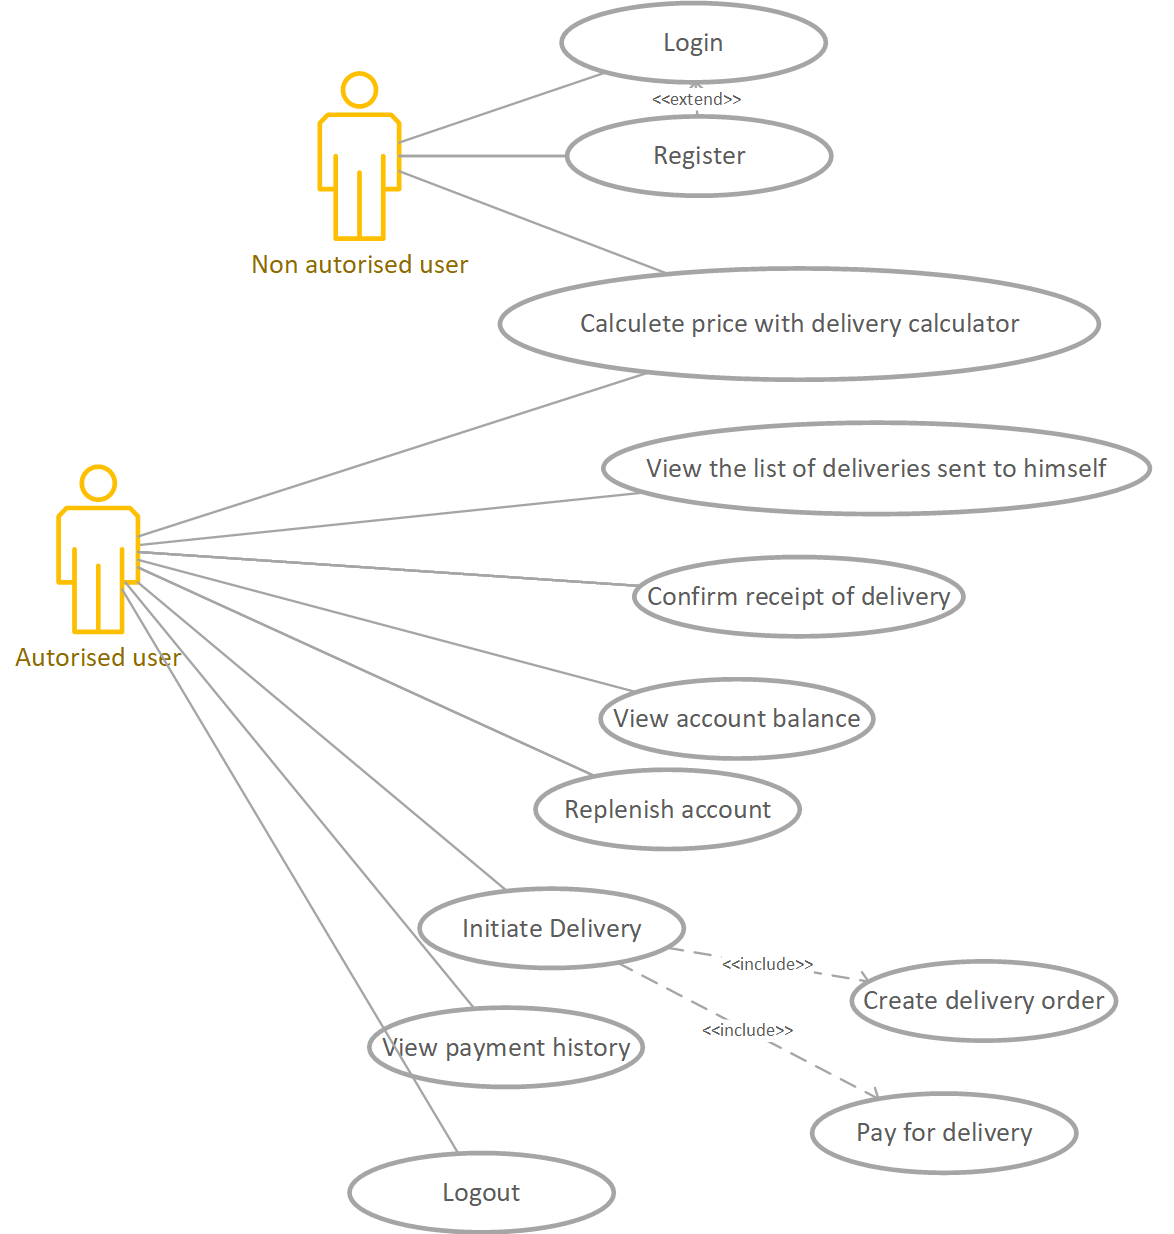 Login
<<extend>>
Register
Non autorised user
Calculete price with delivery calculator
View the list of deliveries sent to himself
Confirm receipt of delivery
Autorised user
View account balance
Replenish account
Initiate Delivery
<<include>>
Create delivery order
<<include>>
View payment history
Pay for delivery
Logout